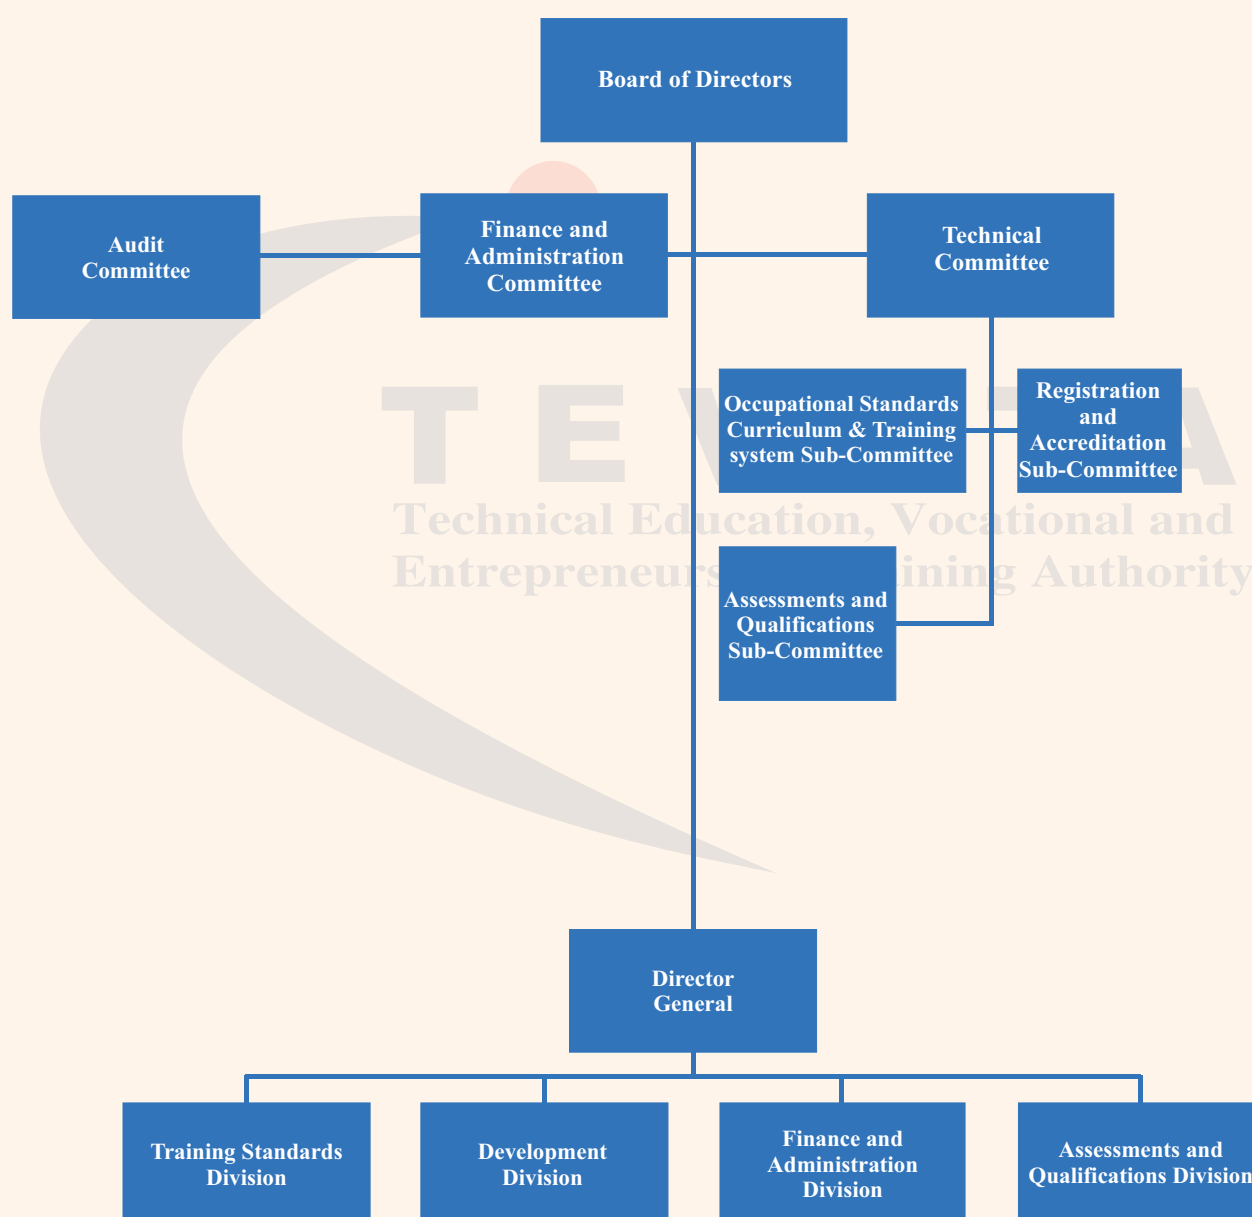 Board of Directors
Audit
Committee
Finance and
Administration
Committee
Technical
Committee
Occupational Standards
Curriculum & Training
system Sub-Committee
Registration
and
Accreditation
Sub-Committee
Technical Education, Vocational and
Authority
Assessments and
Qualifications
Sub-Committee
Director
General
Training Standards
Division
Development
Division
Finance and
Administration
Division
Assessments and
Qualifications Division